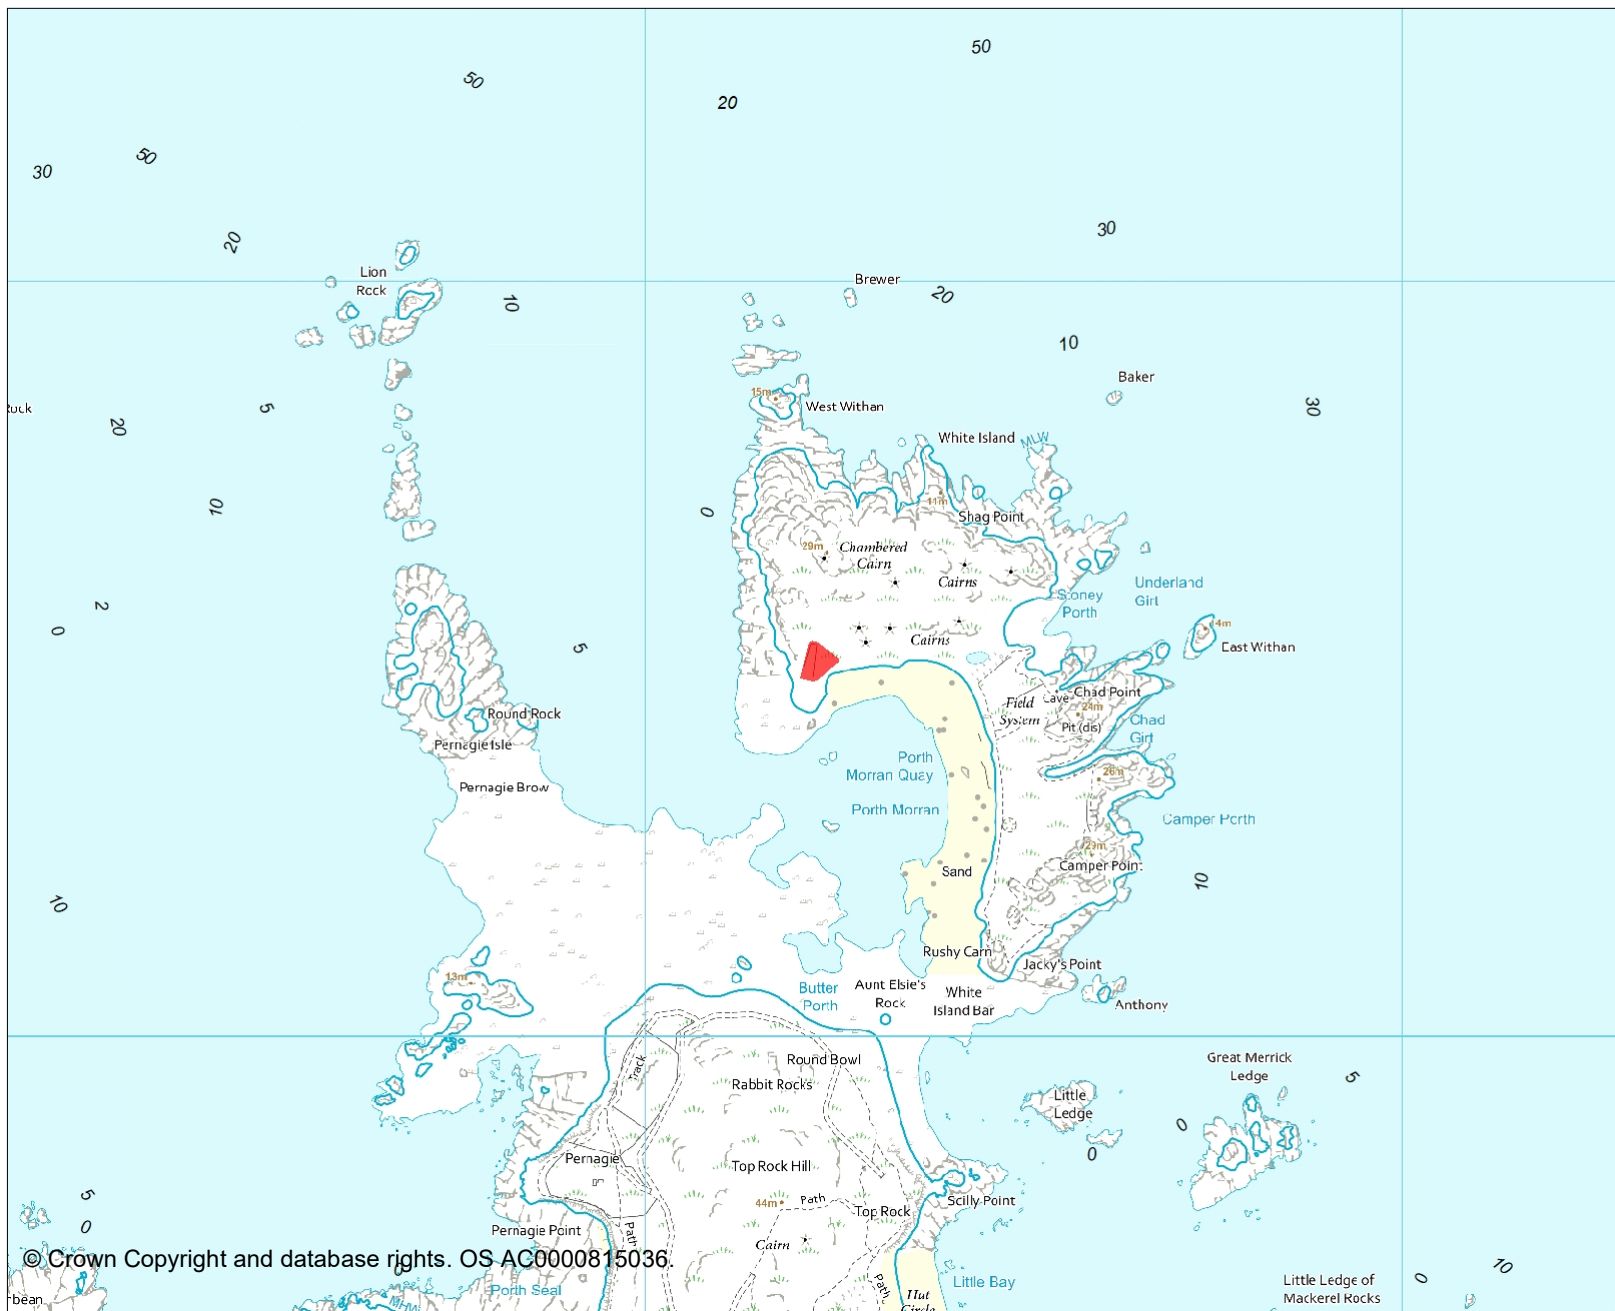 50
50
20
50
30
30
20
Lion
Rock
Brewer
10
20
10
Baker
15m
West Withan
5
20
30
White Island
MLW
11m
10
0
Shag Point
29m
Chambered
Cairn
Cairns
Underland
Girt
Stoney
Porth
2
0
14m
Cairns
5
East Withan
Field
System
Cave
Chad Point
24m
Round Rock
Pit (dis)
Chad
Girt
Pernagie Isle
Porth
Morran Quay
26m
Pernagie Brow
Porth Morran
Camper Porth
29m
Sand
Camper Point
10
10
Rushy Carn
Jacky's Point
13m
Butter
Porth
Aunt Elsie's
Rock
White
Island Bar
Anthony
Track
Round Bowl
Rabbit Rocks
Great Merrick
Ledge
5
Little
Ledge
0
0
Pernagie
Top Rock Hill
5
0
44m
Path
Top Rock
Scilly Point
Pernagie Point
Path
Cairn
© Crown Copyright and database rights. OS AC0000815036.
0
Porth Seal
MHW
Path
Little Bay
Hut
Circle
Little Ledge of
Mackerel Rocks
0
10